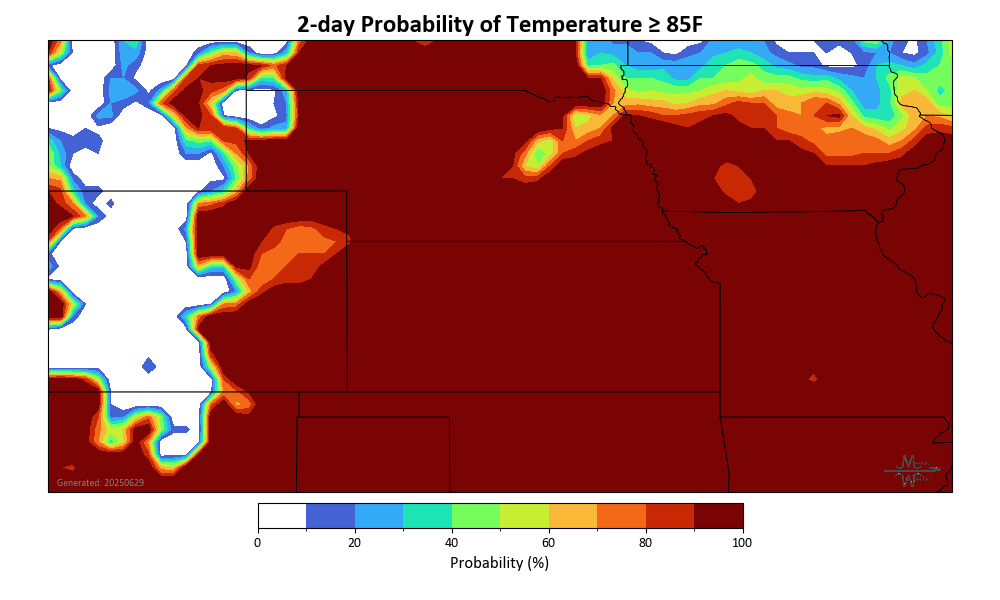 2-day Probability of Temperature ≥ 85F
Generated: 20250629
0 20 40 60 80 100
Probability (%)